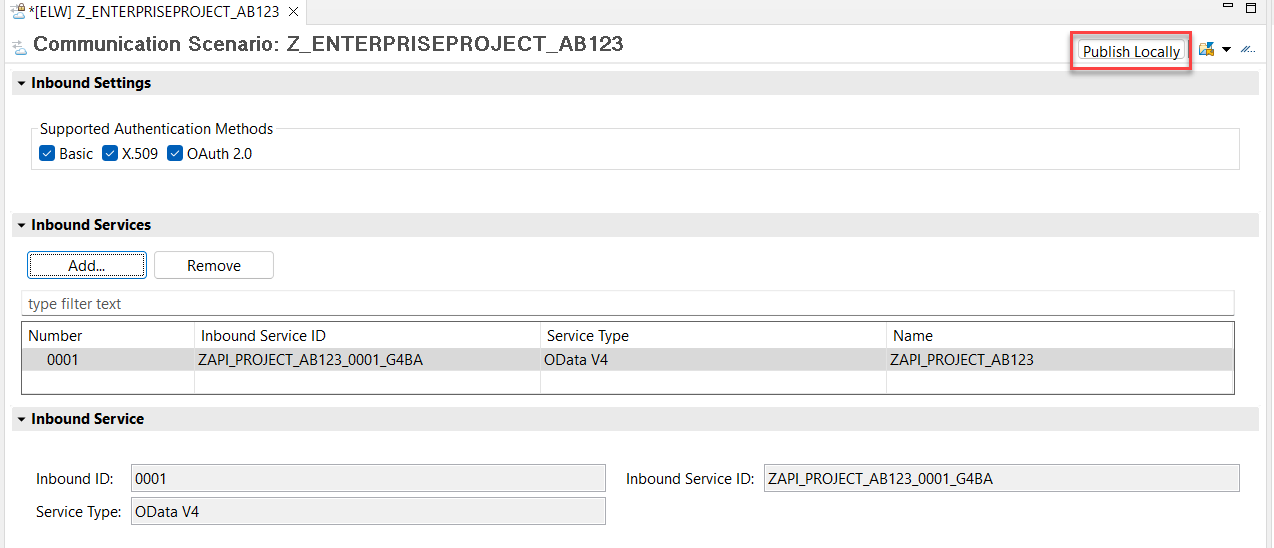 *[ELW] Z_ENTERPRISEPROJECT_AB123
Communication Scenario: Z_ENTERPRISEPROJECT_AB123
Publish Locally
Inbound Settings
Supported Authentication Methods
Basic X.509 OAuth 2.0
Inbound Services
Add... Remove
type filter text
Number Inbound Service ID Service Type Name
0001 ZAPI_PROJECT_AB123_0001_G4BA OData V4 ZAPI_PROJECT_AB123
Inbound Service
Inbound ID: 0001 Inbound Service ID: ZAPI_PROJECT_AB123_0001_G4BA
Service Type: OData V4